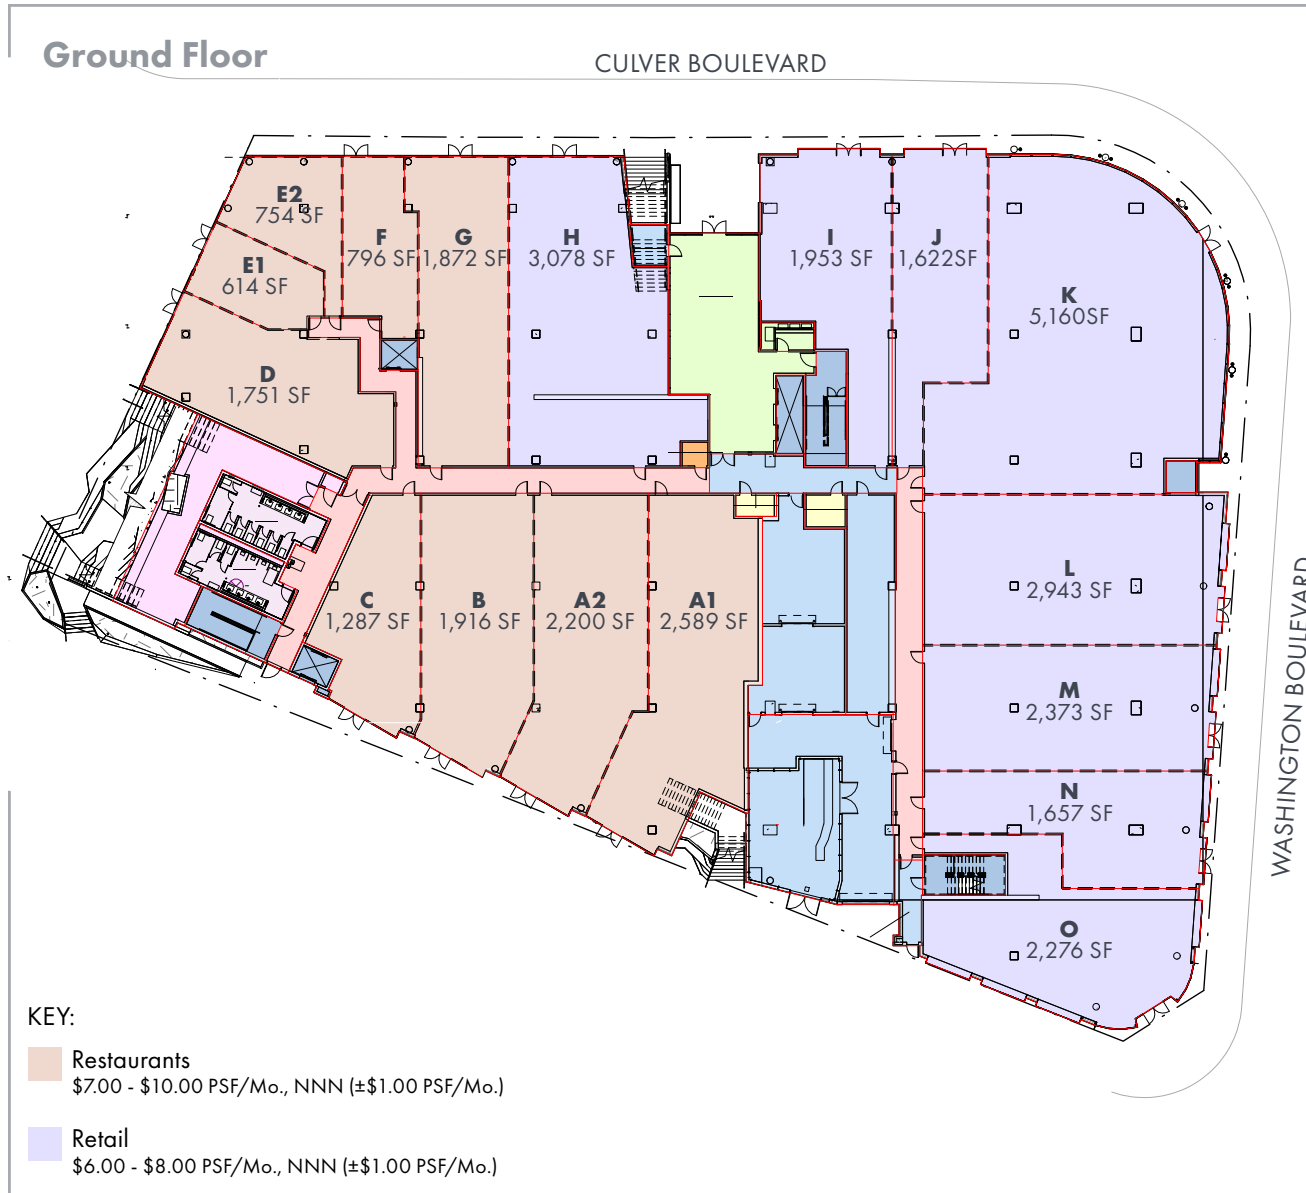 Ground Floor
CULVER BOULEVARD
E2
754 SF
F
796 SF
G
1,872 SF
H
3,078 SF
I
1,953 SF
J
1,622SF
E1
614 SF
K
5,160SF
D
1,751 SF
C
1,287 SF
B
1,916 SF
A2
2,200 SF
A1
2,589 SF
L
2,943 SF
M
2,373 SF
N
1,657 SF
O
2,276 SF
WASHINGTON BOULEVARD
KEY:
Restaurants
$7.00 - $10.00 PSF/Mo., NNN (±$1.00 PSF/Mo.)
Retail
$6.00 - $8.00 PSF/Mo., NNN (±$1.00 PSF/Mo.)